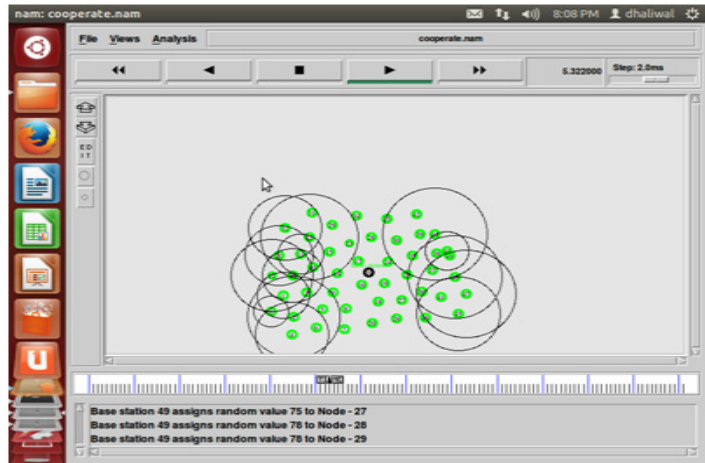 nam: cooperate.nam
8:08 PM dhaliwal
File Views Analysis cooperate.nam
5.322000 Step: 2.0ms
ED
IT
Base station 49 assigns random value 75 to Node - 27
Base station 49 assigns random value 78 to Node - 28
Base station 49 assigns random value 78 to Node - 29